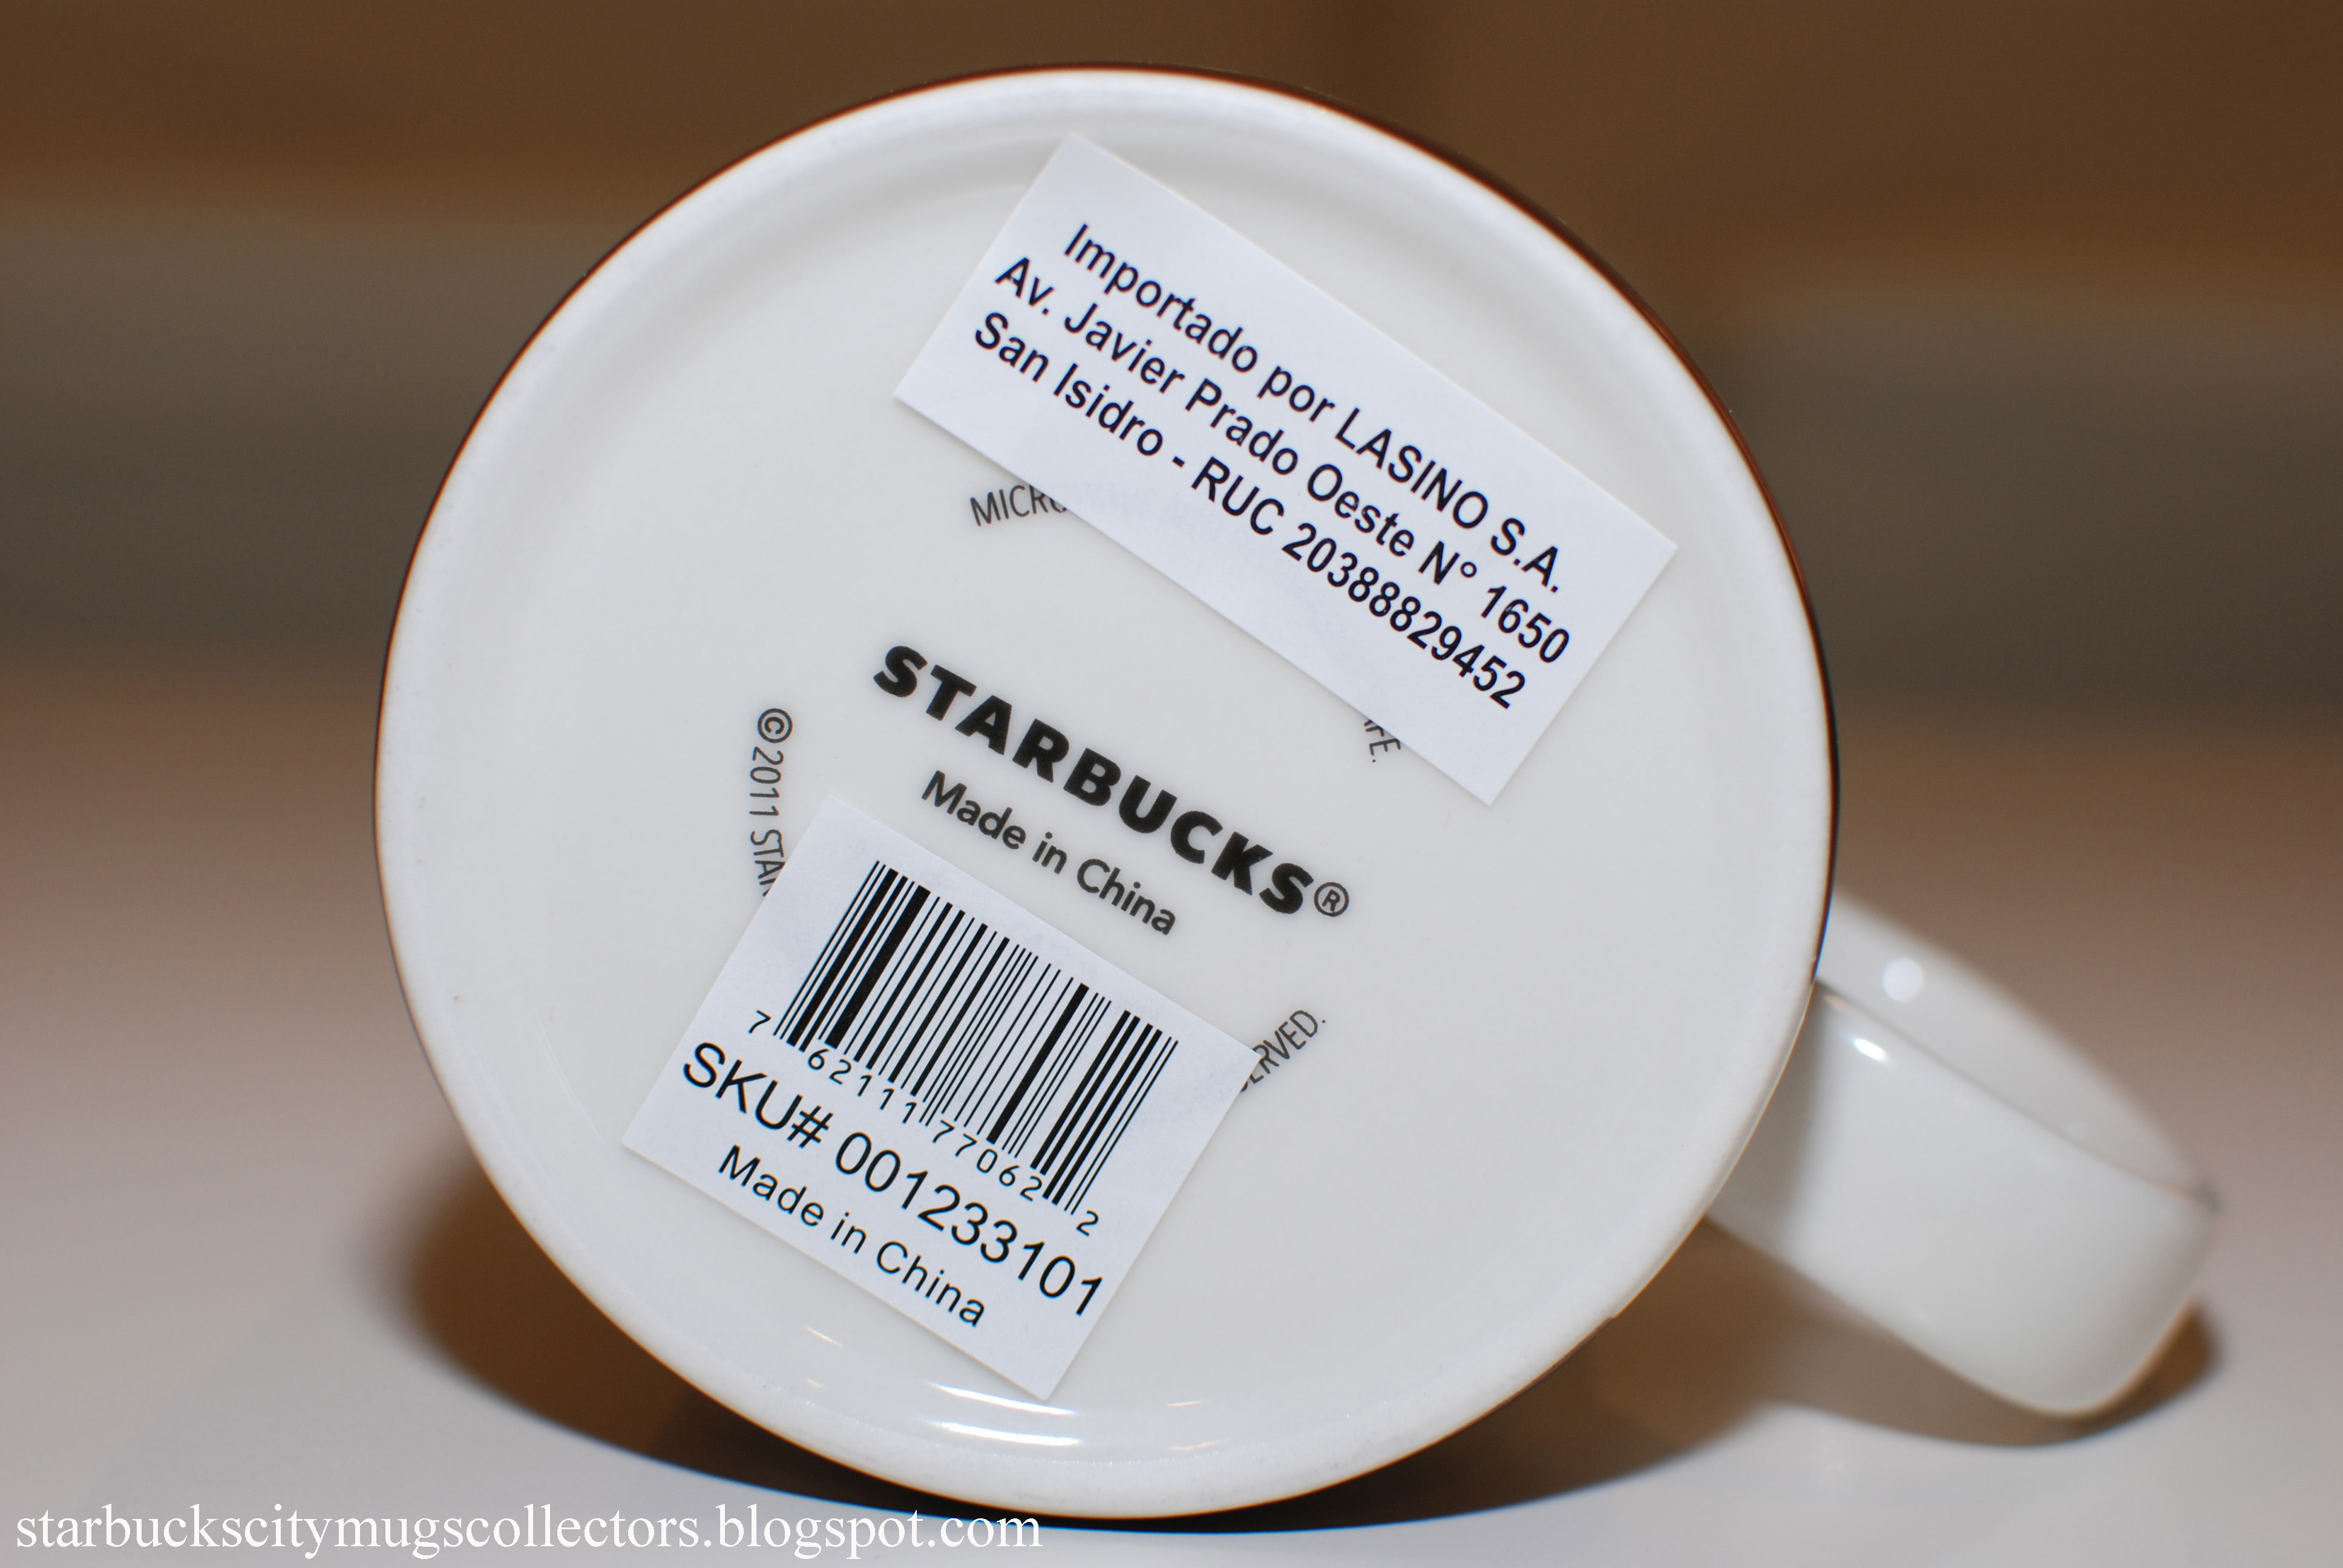 Importado por LASINO S.A.
Av. Javier Prado Oeste N° 1650
San Isidro - RUC 20388829452
STARBUCKS®
Made in China
©2011
7 62111 77062 2
SKU# 001233101
Made in China
starbuckscitymugscollectors.blogspot.com